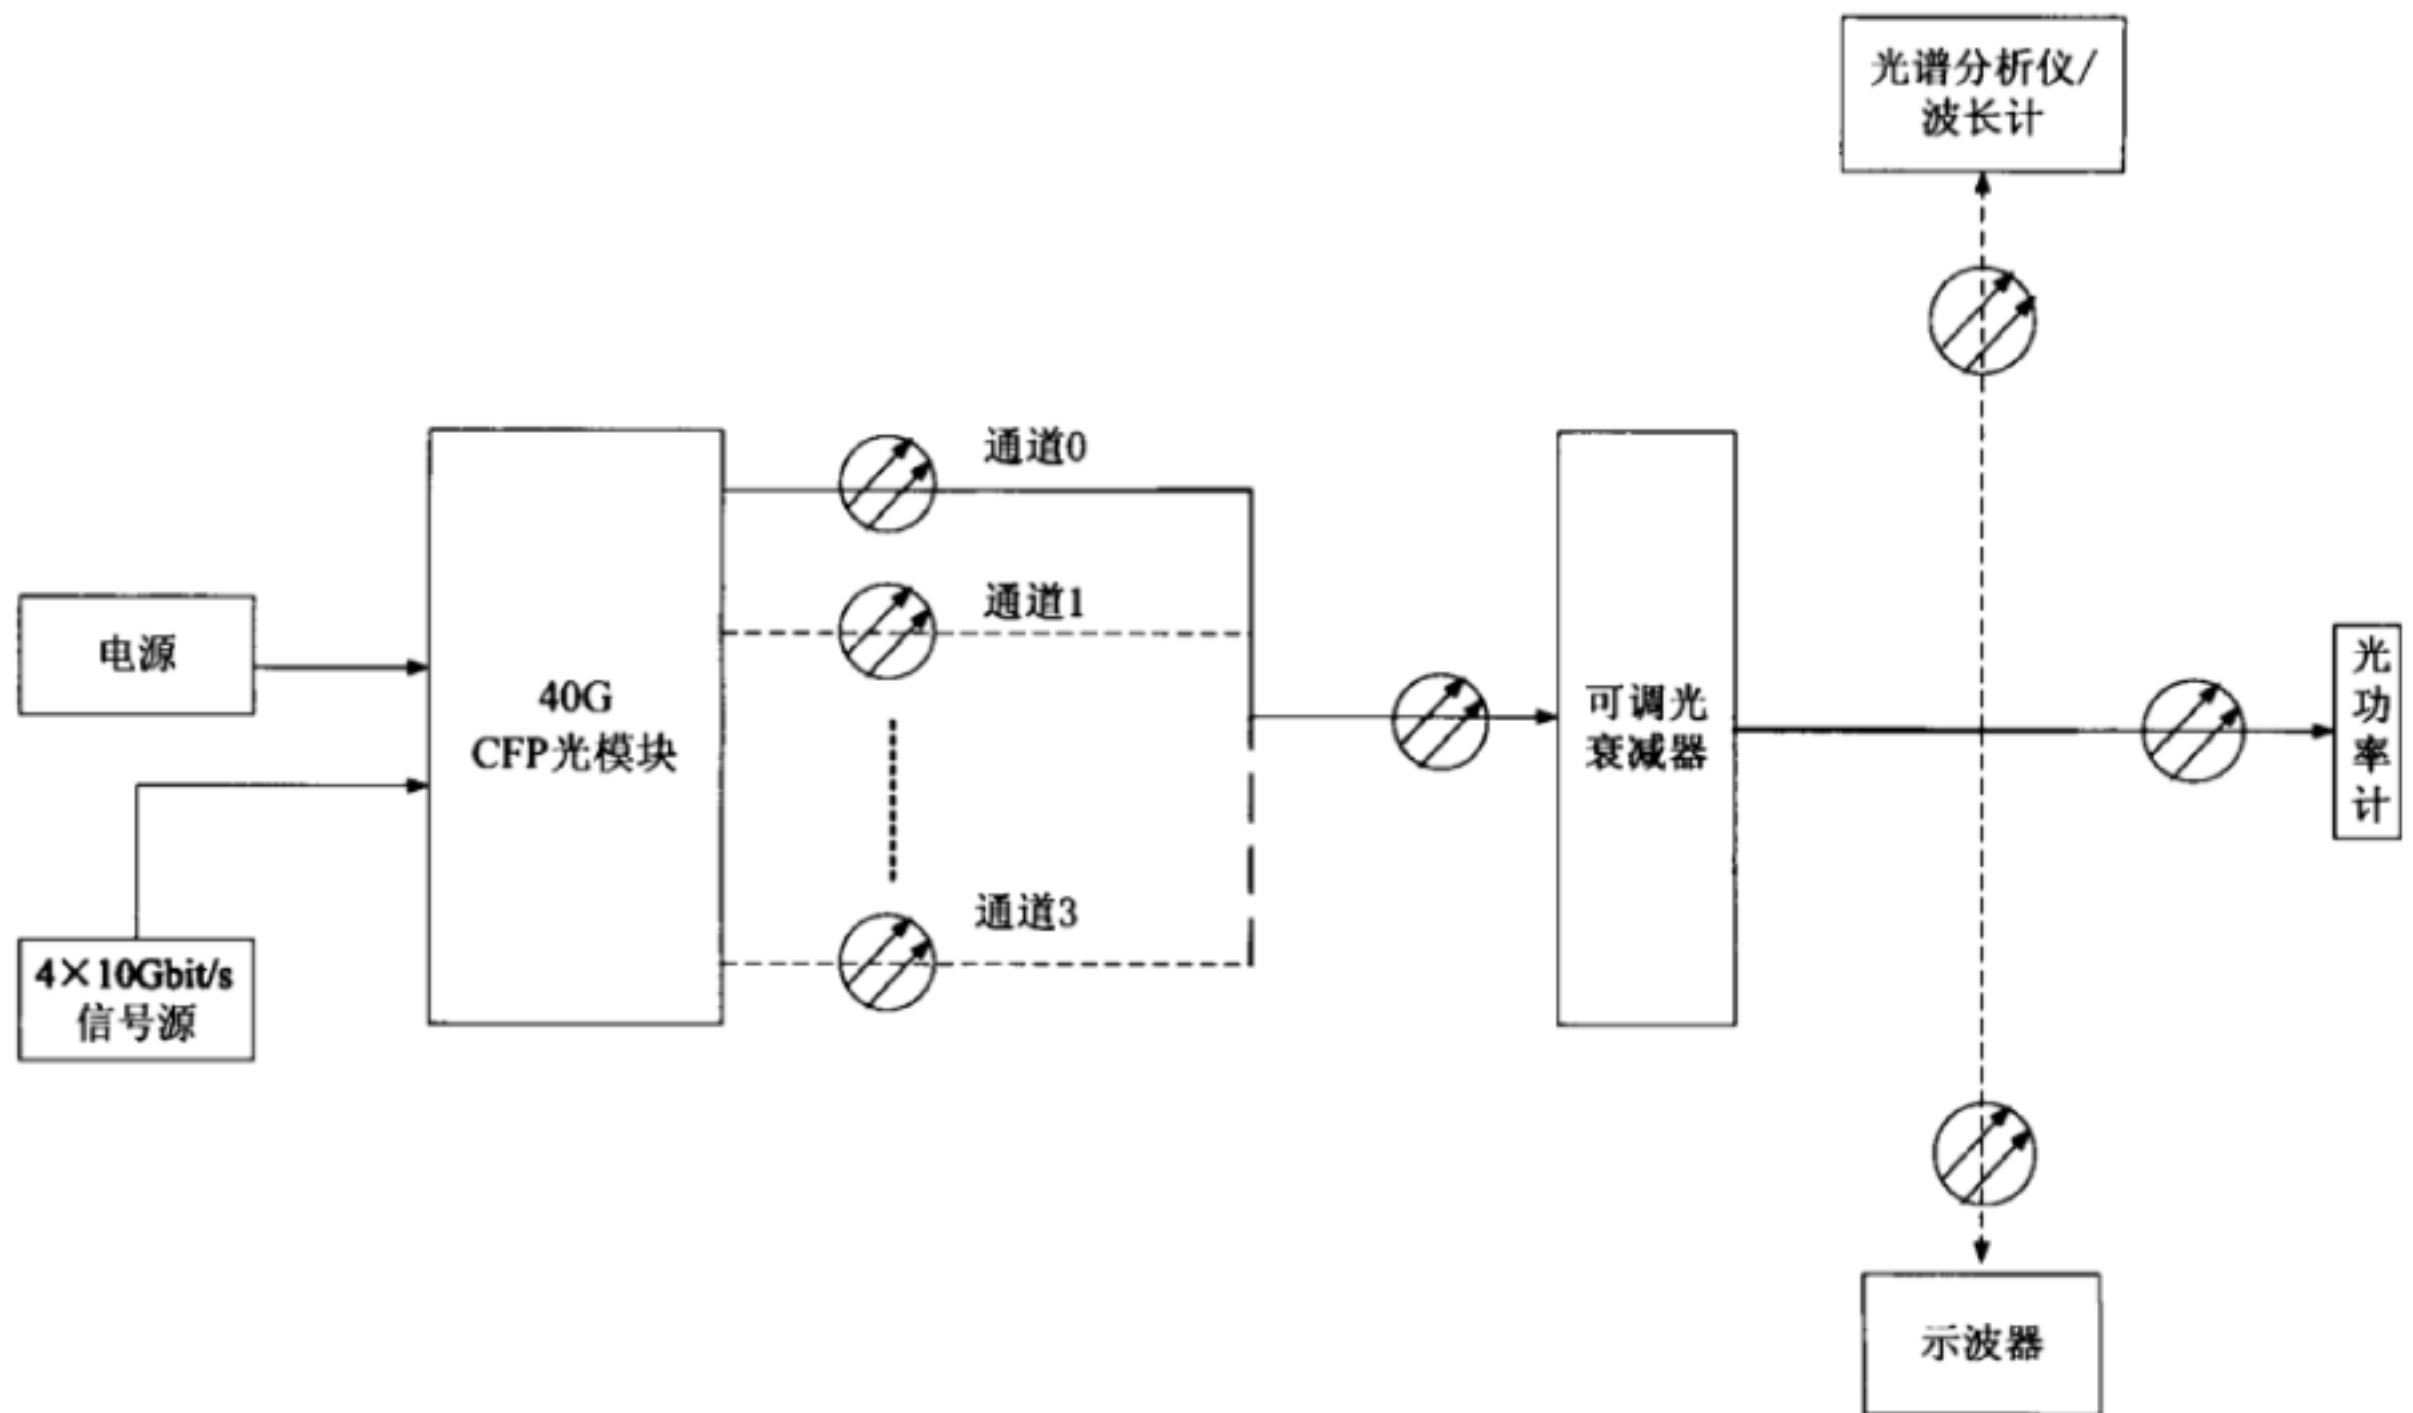 光谱分析仪/
波长计
通道0
通道1
电源
40G
CFP光模块
可调光
衰减器
光
功
率
计
通道3
4×10Gbit/s
信号源
示波器